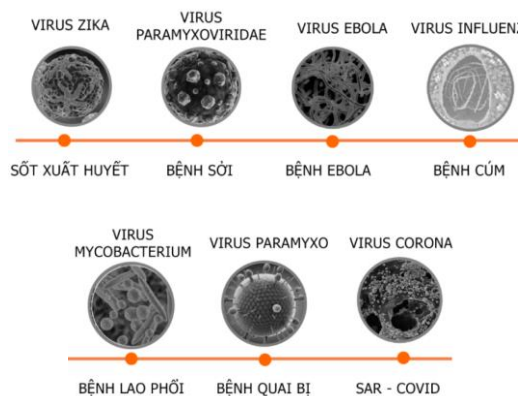 VIRUS ZIKA
VIRUS
PARAMYXOVIRIDAE
VIRUS EBOLA
VIRUS INFLUENZ
SỐT XUẤT HUYẾT
BỆNH SỞI
BỆNH EBOLA
BỆNH CÚM
VIRUS
MYCOBACTERIUM
VIRUS PARAMYXO
VIRUS CORONA
BỆNH LAO PHỔI
BỆNH QUAI BỊ
SAR - COVID